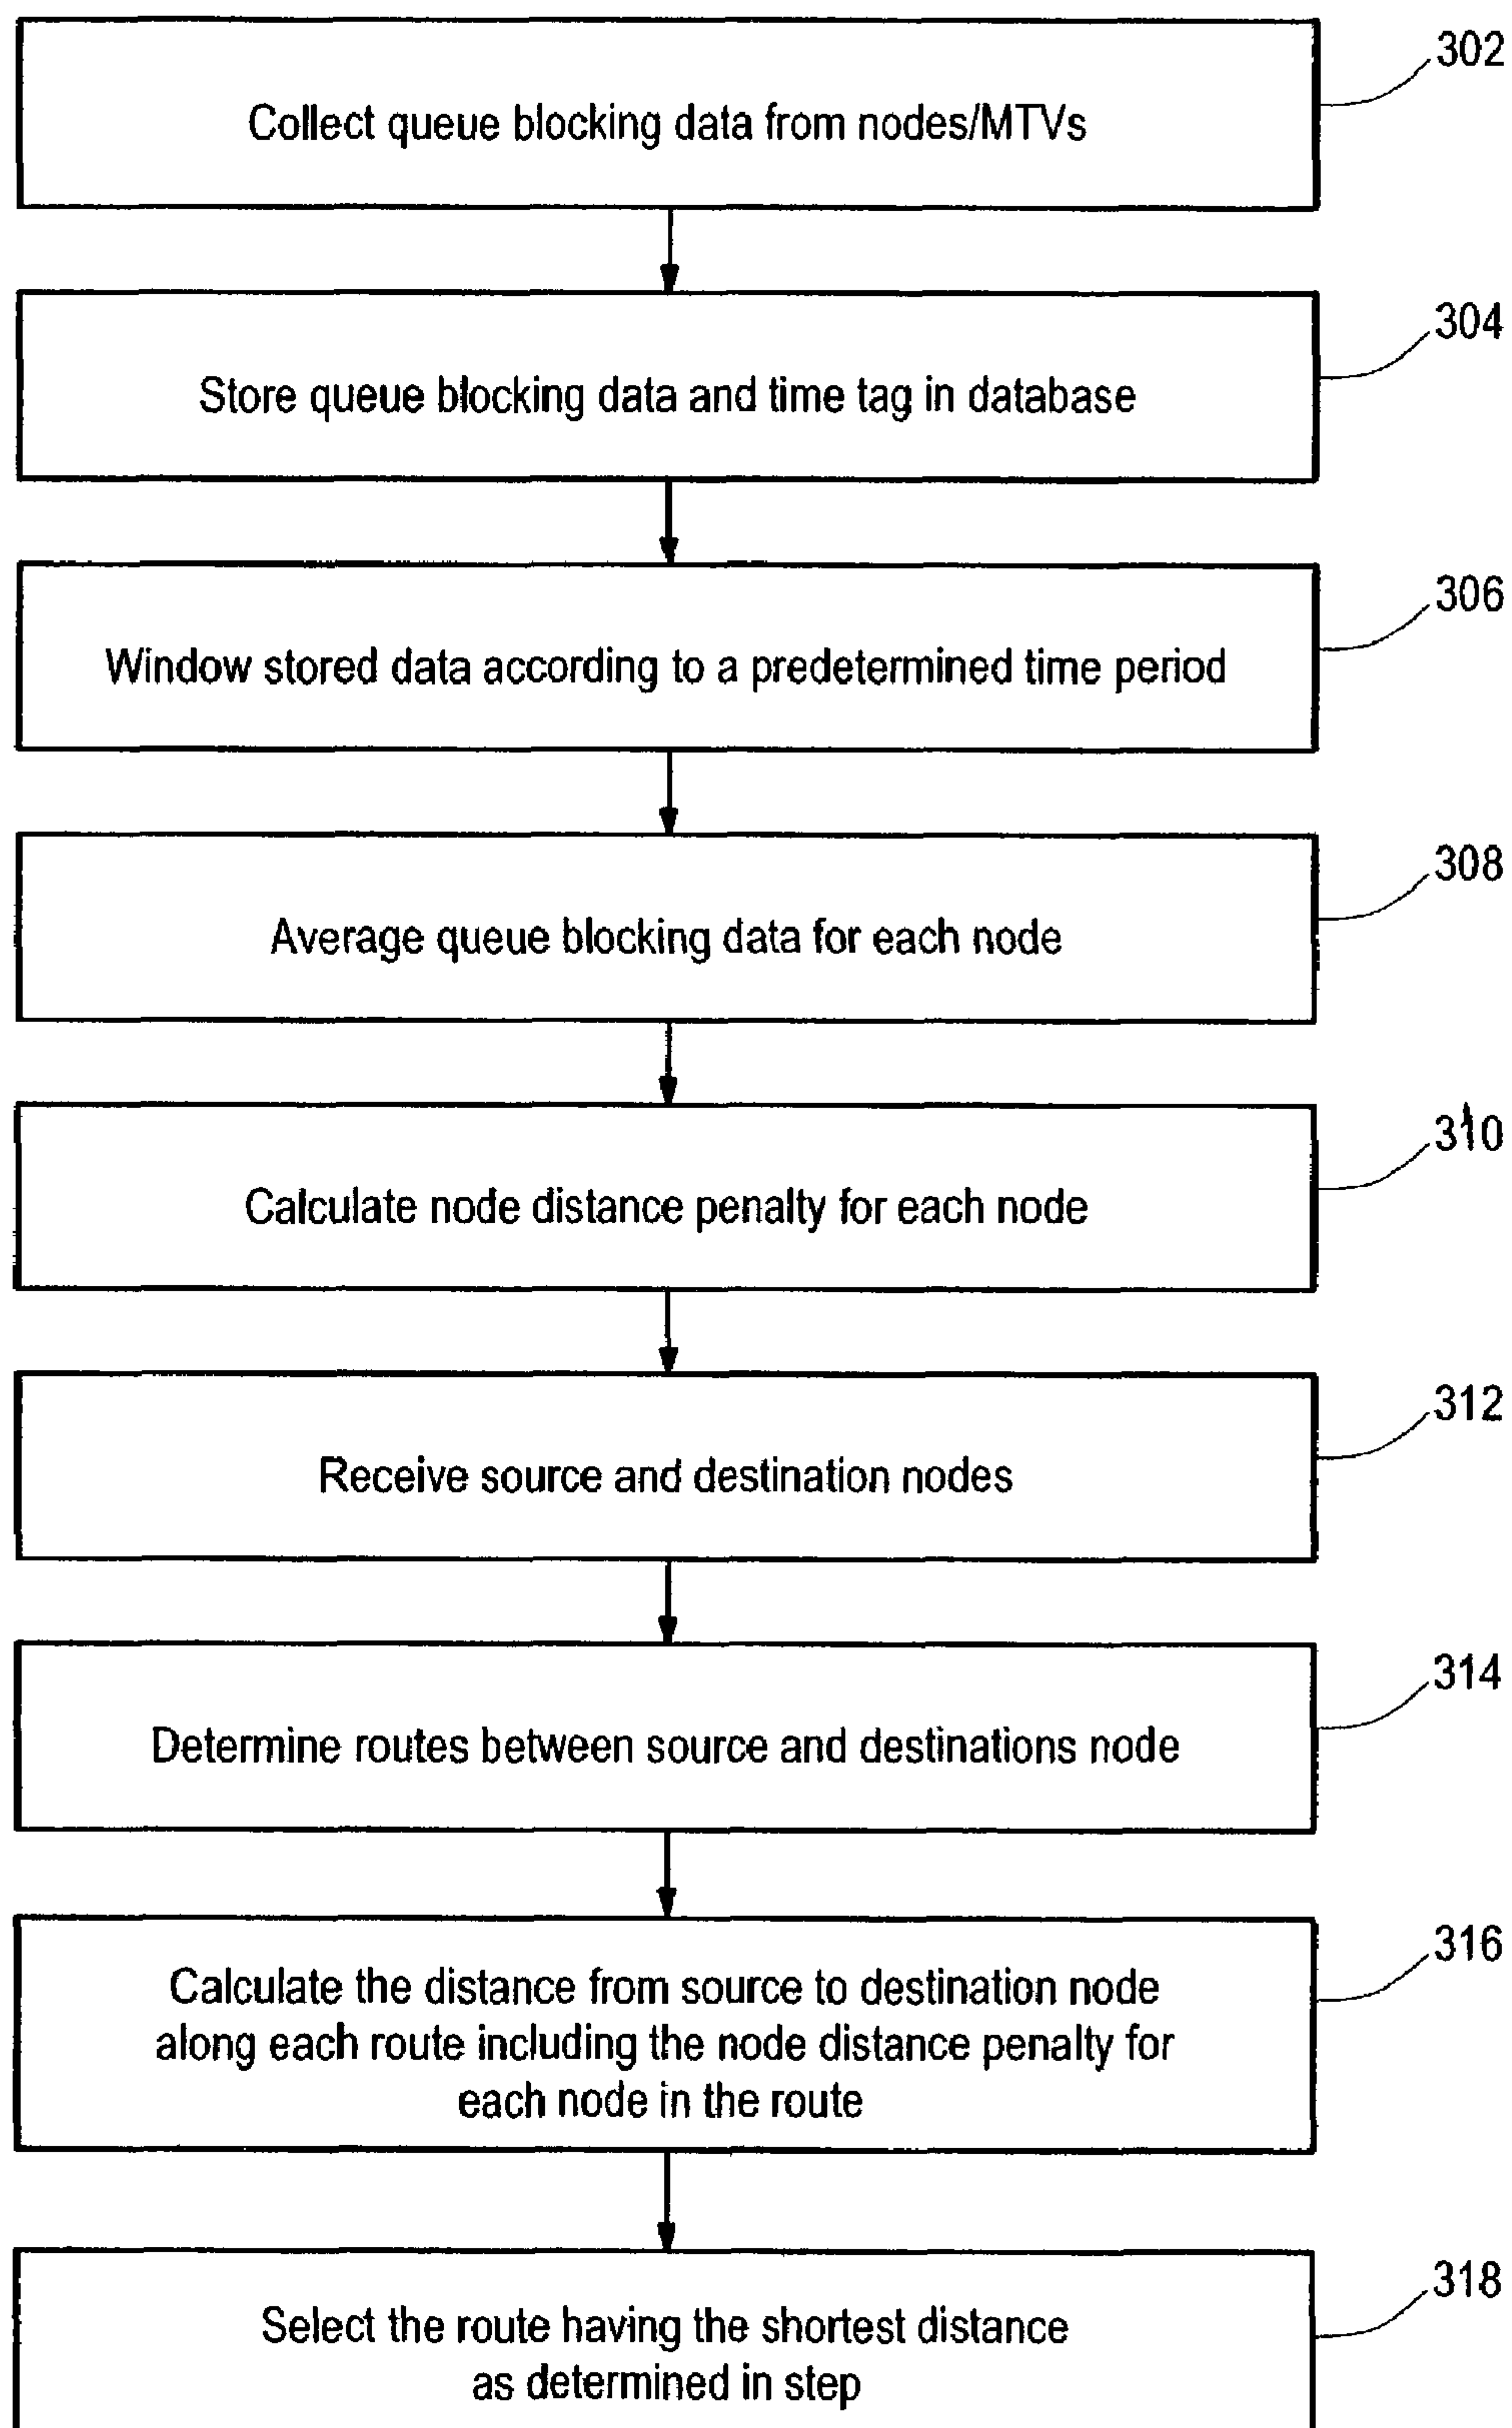 302
Collect queue blocking data from nodes/MTVs
304
Store queue blocking data and time tag in database
306
Window stored data according to a predetermined time period
308
Average queue blocking data for each node
310
Calculate node distance penalty for each node
312
Receive source and destination nodes
314
Determine routes between source and destinations node
316
Calculate the distance from source to destination node
along each route including the node distance penalty for
each node in the route
318
Select the route having the shortest distance
as determined in step